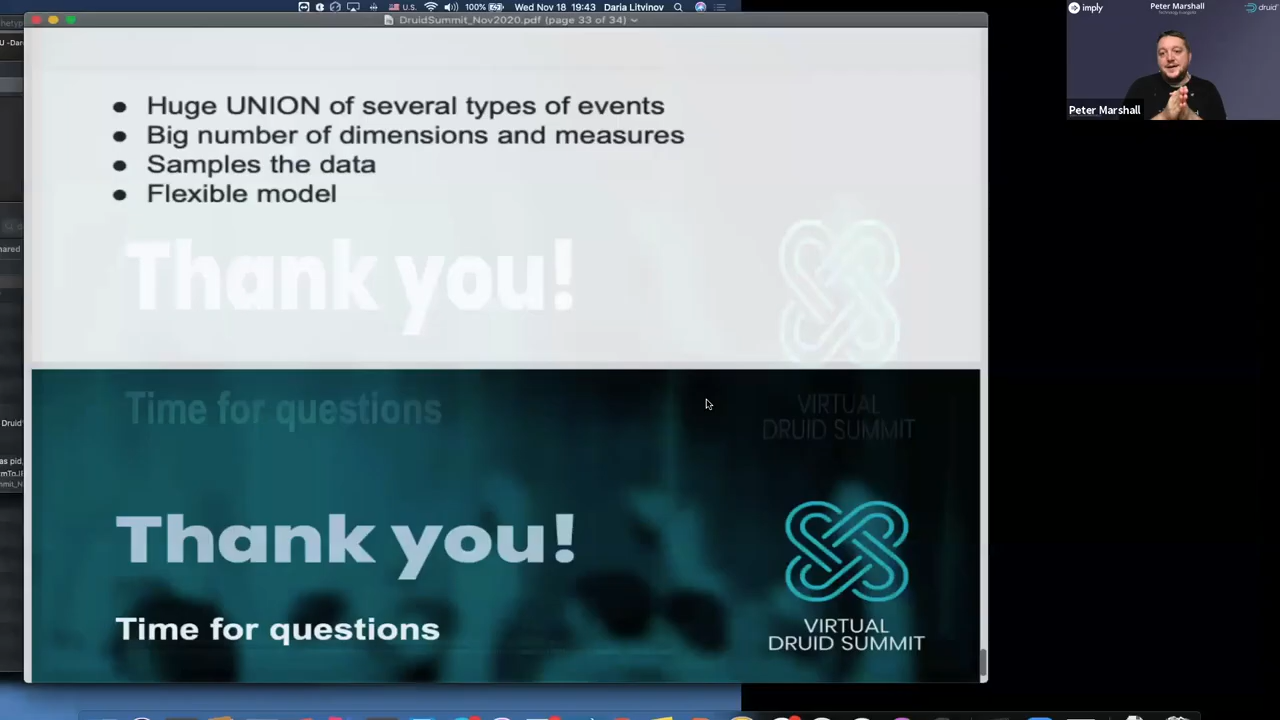 U.S.
100%
Wed Nov 18 19:43
Daria Litvinov
DruidSummit_Nov2020.pdf (page 33 of 34)
imply
Peter Marshall
druid
Peter Marshall
Huge UNION of several types of events
Big number of dimensions and measures
Samples the data
Flexible model
Thank you!
Time for questions
VIRTUAL
DRUID SUMMIT
Thank you!
Time for questions
VIRTUAL
DRUID SUMMIT